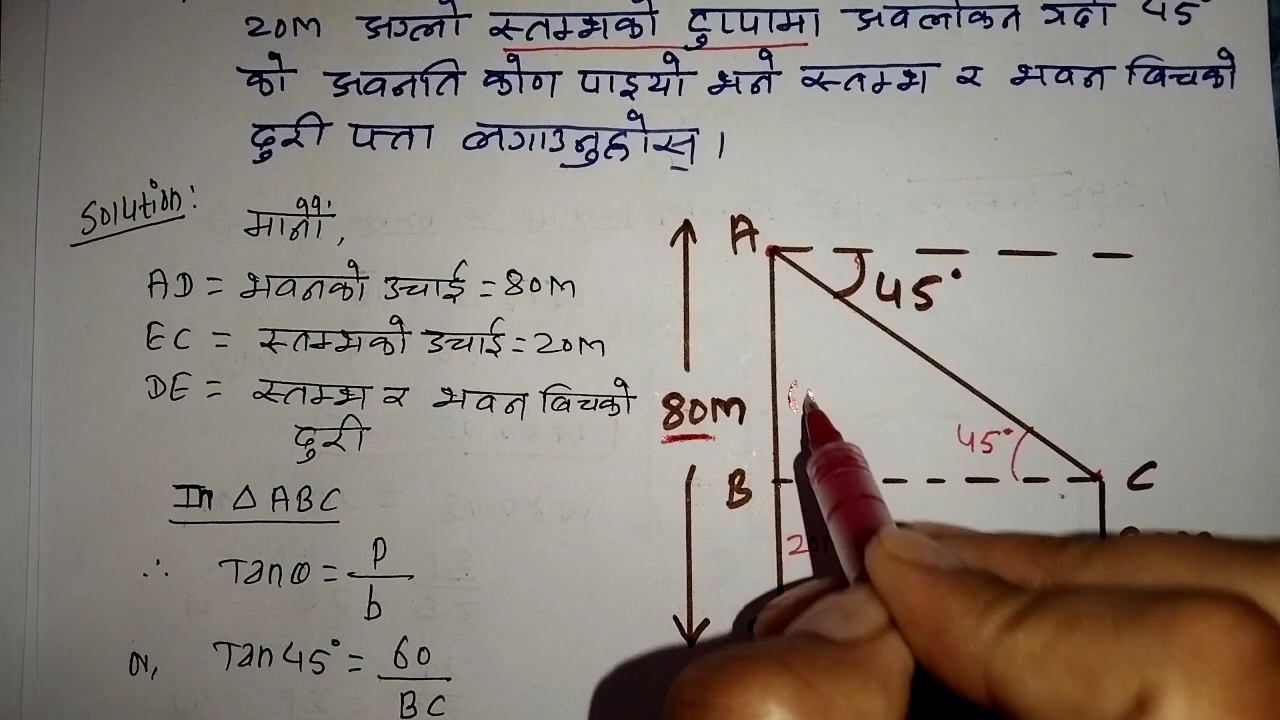 20M अग्लो स्तम्भको टुप्पामा अवलोकन गर्दा 45°
को अवनति कोण पाइयो भने स्तम्भ र भवन बिचको
दुरी पत्ता लगाउनुहोस् ।
Solution:
मानौं,
AD = भवनको उचाई = 80M
EC = स्तम्भको उचाई = 20M
DE = स्तम्भ र भवन बिचको
दुरी
In △ ABC
∴ Tanθ = P/b
or, Tan45° = 60/BC
A
45°
80M
45°
B
C
20